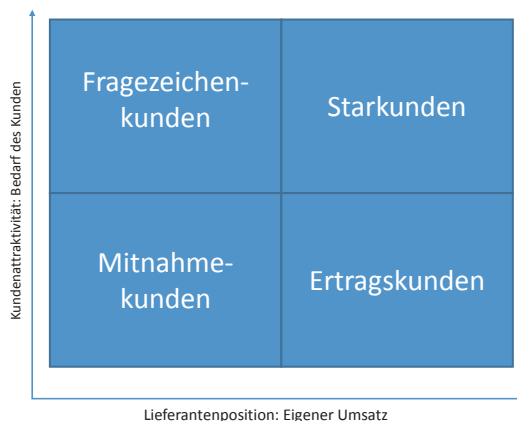 Kundenattraktivität: Bedarf des Kunden
Fragezeichen-
kunden
Starkunden
Mitnahme-
kunden
Ertragskunden
Lieferantenposition: Eigener Umsatz